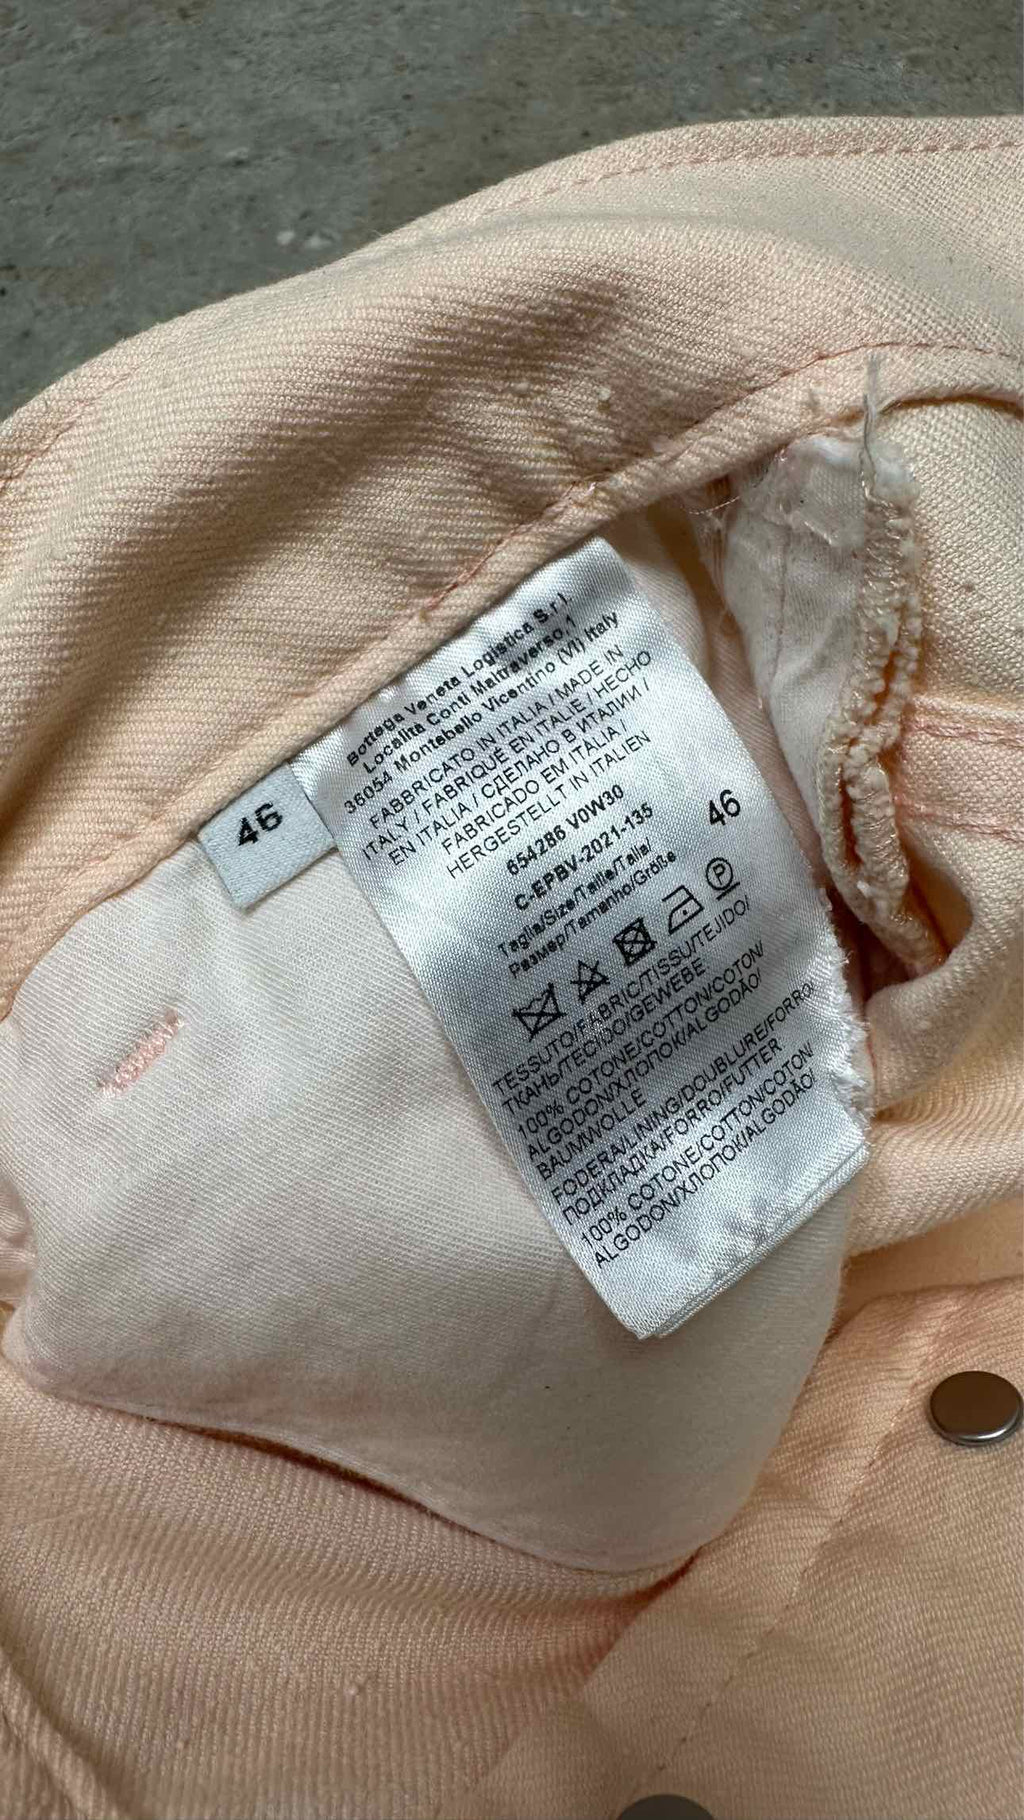 46
Bottega Veneta Logistica S.r.l.
Località Conti Maltraverso,1
36054 Montebello Vicentino (VI) Italy
FABBRICATO IN ITALIA / MADE IN
ITALY / FABRIQUÉ EN ITALIE / HECHO
EN ITALIA / СДЕЛАНО В ИТАЛИИ /
FABRICADO EM ITALIA /
HERGESTELLT IN ITALIEN
654286 V0W30
C-EPBV-2021-135
Taglia/Size/Taille/Talla/
Размер/Tamanho/Größe
46
P
TESSUTO/FABRIC/TISSU/TEJIDO/
ТКАНЬ/TECIDO/GEWEBE
100% COTONE/COTTON/COTON/
ALGODON/ХЛОПОК/ALGODÃO/
BAUMWOLLE
FODERA/LINING/DOUBLURE/FORRO/
ПОДКЛАДКА/FORRO/FUTTER
100% COTONE/COTTON/COTON/
ALGODON/ХЛОПОК/ALGODÃO/